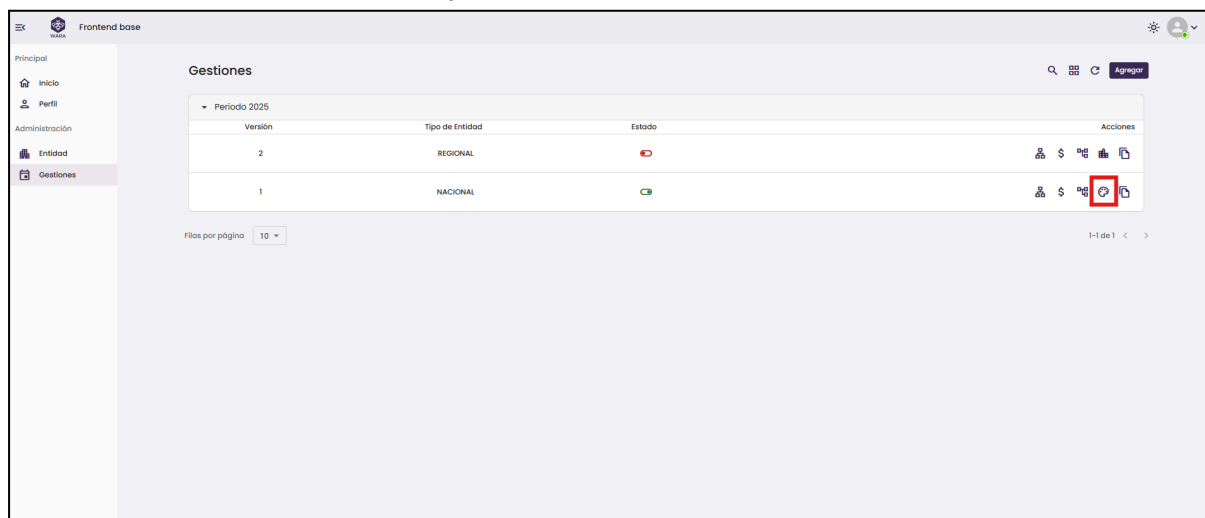 WARA
Frontend base
Principal
Inicio
Perfil
Administración
Entidad
Gestiones
Gestiones
Agregar
Periodo 2025
Versión Tipo de Entidad Estado Acciones
2 REGIONAL
1 NACIONAL
Filas por página 10
1-1 de 1